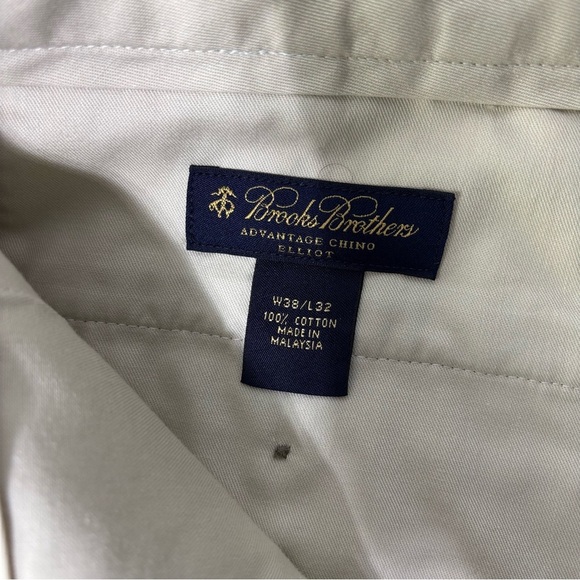 Brooks Brothers
ADVANTAGE CHINO
ELLIOT
W38/L32
100% COTTON
MADE IN
MALAYSIA